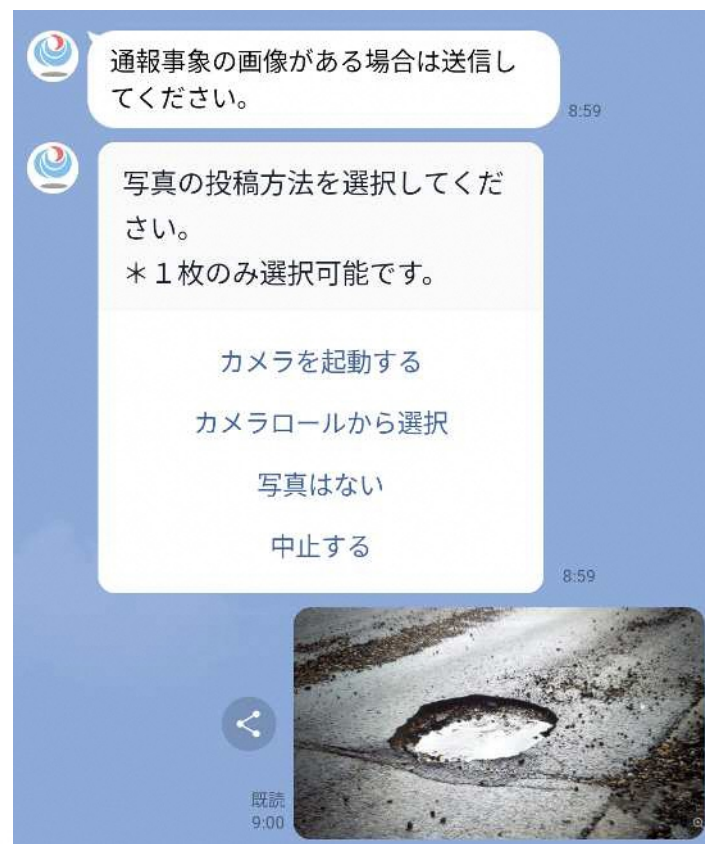 通報事象の画像がある場合は送信し
てください。
8:59
写真の投稿方法を選択してくだ
さい。
＊１枚のみ選択可能です。
カメラを起動する
カメラロールから選択
写真はない
中止する
8:59
既読
9:00